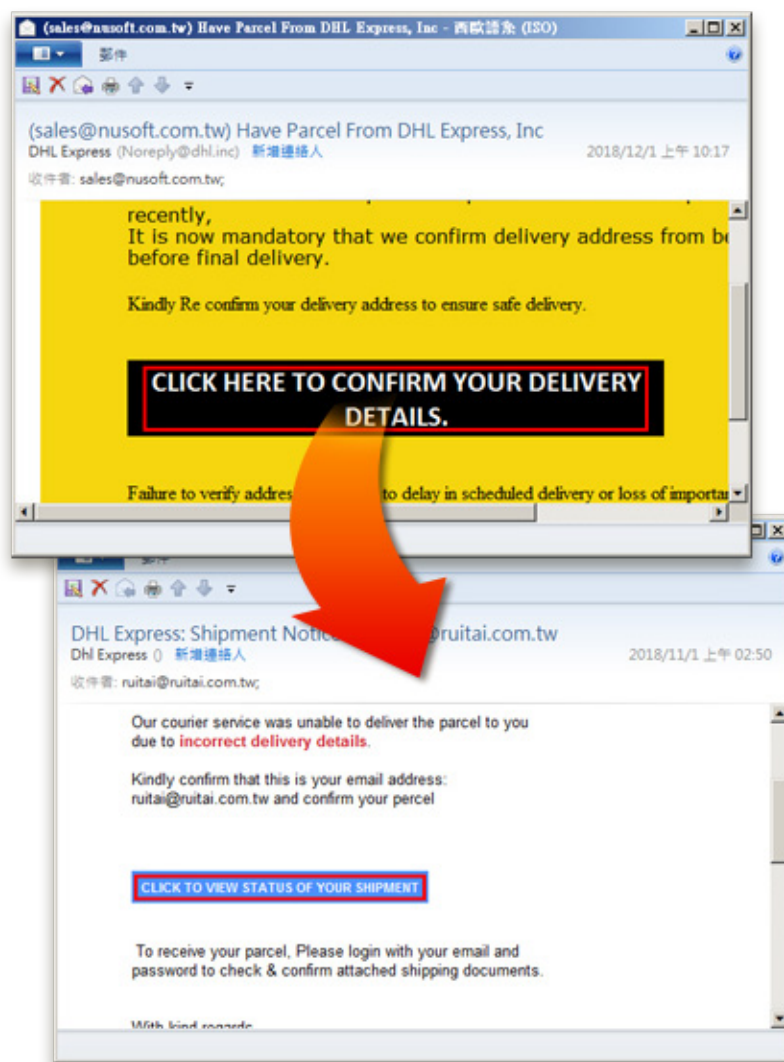 (sales@nusoft.com.tw) Have Parcel From DHL Express, Inc - 西歐語系 (ISO)
郵件
(sales@nusoft.com.tw) Have Parcel From DHL Express, Inc
DHL Express (Noreply@dhl.inc) 新增連絡人 2018/12/1 上午 10:17
收件者: sales@nusoft.com.tw;
recently,
It is now mandatory that we confirm delivery address from
before final delivery.
Kindly Re confirm your delivery address to ensure safe delivery.
CLICK HERE TO CONFIRM YOUR DELIVERY
DETAILS.
Failure to verify to delay in scheduled delivery or loss of
DHL Express: Shipment ruitai.com.tw
Dhl Express () 新增連絡人 2018/11/1 上午 02:50
收件者: ruitai@ruitai.com.tw;
Our courier service was unable to deliver the parcel to you
due to incorrect delivery details.
Kindly confirm that this is your email address:
ruitai@ruitai.com.tw and confirm your percel
CLICK TO VIEW STATUS OF YOUR SHIPMENT
To receive your parcel, Please login with your email and
password to check & confirm attached shipping documents.
With kind regards